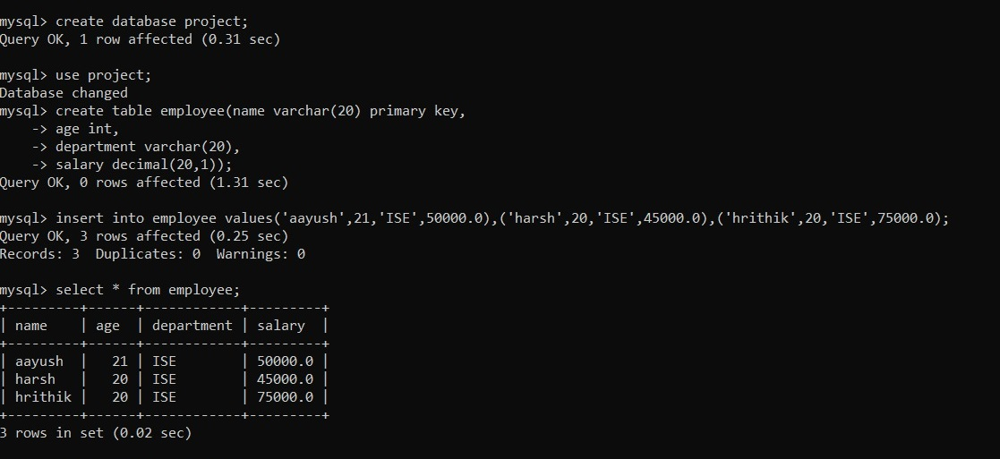 mysql> create database project;
Query OK, 1 row affected (0.31 sec)
mysql> use project;
Database changed
mysql> create table employee(name varchar(20) primary key,
    -> age int,
    -> department varchar(20),
    -> salary decimal(20,1));
Query OK, 0 rows affected (1.31 sec)
mysql> insert into employee values('aayush',21,'ISE',50000.0),('harsh',20,'ISE',45000.0),('hrithik',20,'ISE',75000.0);
Query OK, 3 rows affected (0.25 sec)
Records: 3  Duplicates: 0  Warnings: 0
mysql> select * from employee;
+---------+------+------------+---------+
| name    | age  | department | salary  |
+---------+------+------------+---------+
| aayush  |   21 | ISE        | 50000.0 |
| harsh   |   20 | ISE        | 45000.0 |
| hrithik |   20 | ISE        | 75000.0 |
+---------+------+------------+---------+
3 rows in set (0.02 sec)